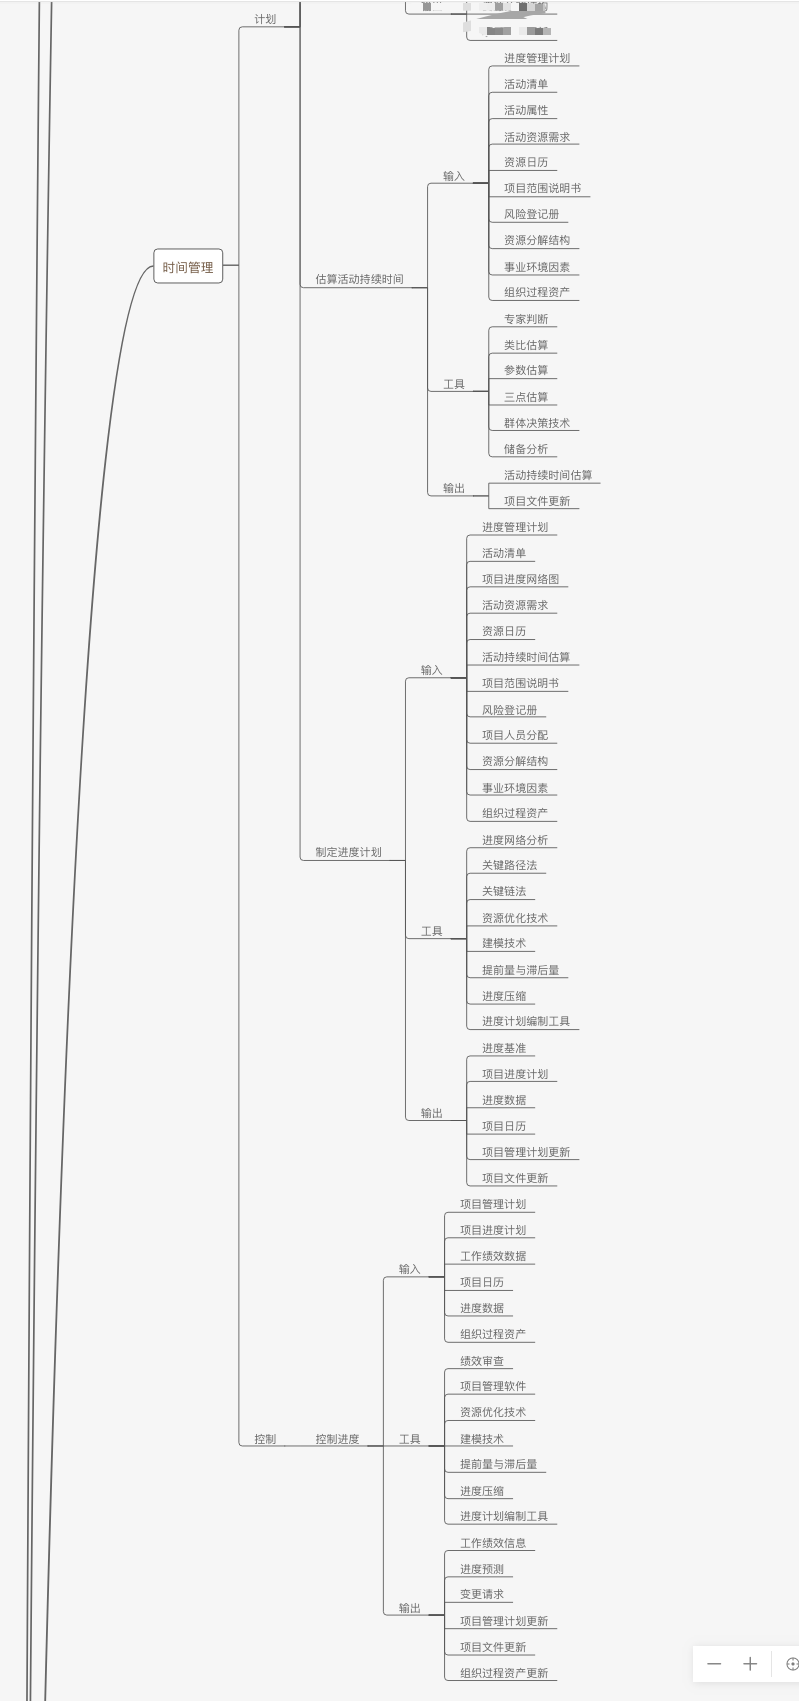 计划
进度管理计划
活动清单
活动属性
活动资源需求
资源日历
输入
项目范围说明书
风险登记册
资源分解结构
时间管理
事业环境因素
估算活动持续时间
组织过程资产
专家判断
类比估算
参数估算
工具
三点估算
群体决策技术
储备分析
活动持续时间估算
输出
项目文件更新
进度管理计划
活动清单
项目进度网络图
活动资源需求
资源日历
活动持续时间估算
输入
项目范围说明书
风险登记册
项目人员分配
资源分解结构
事业环境因素
组织过程资产
进度网络分析
制定进度计划
关键路径法
关键链法
资源优化技术
工具
建模技术
提前量与滞后量
进度压缩
进度计划编制工具
进度基准
项目进度计划
进度数据
输出
项目日历
项目管理计划更新
项目文件更新
项目管理计划
项目进度计划
工作绩效数据
输入
项目日历
进度数据
组织过程资产
绩效审查
项目管理软件
资源优化技术
控制
控制进度
工具
建模技术
提前量与滞后量
进度压缩
进度计划编制工具
工作绩效信息
进度预测
变更请求
输出
项目管理计划更新
项目文件更新
组织过程资产更新